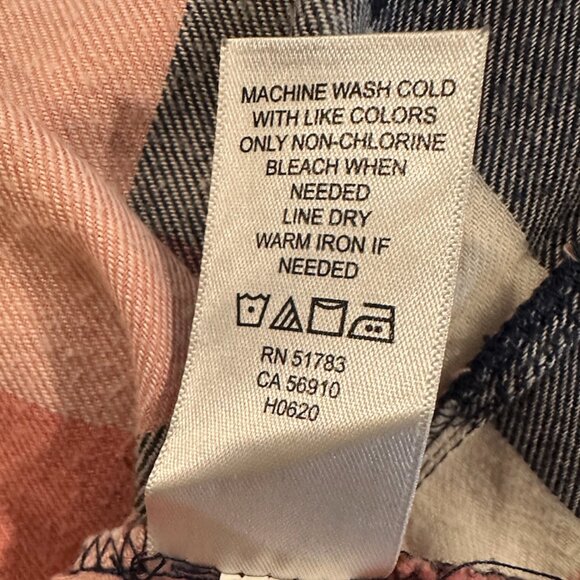 MACHINE WASH COLD
WITH LIKE COLORS
ONLY NON-CHLORINE
BLEACH WHEN
NEEDED
LINE DRY
WARM IRON IF
NEEDED
RN 51783
CA 56910
H0620